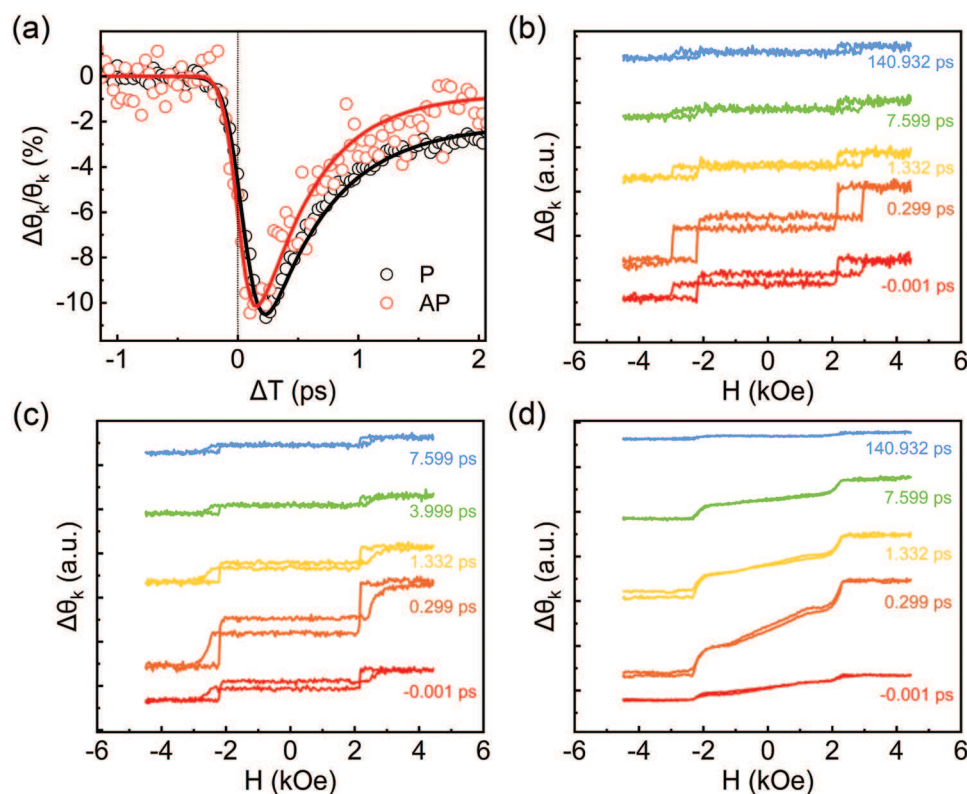 (a)
Δθₖ/θₖ (%)
0
-2
-4
-6
-8
-10
P
AP
-1
0
1
2
ΔT (ps)
(b)
Δθₖ (a.u.)
140.932 ps
7.599 ps
1.332 ps
0.299 ps
-0.001 ps
-6
-4
-2
0
2
4
6
H (kOe)
(c)
Δθₖ (a.u.)
7.599 ps
3.999 ps
1.332 ps
0.299 ps
-0.001 ps
-6
-4
-2
0
2
4
6
H (kOe)
(d)
Δθₖ (a.u.)
140.932 ps
7.599 ps
1.332 ps
0.299 ps
-0.001 ps
-6
-4
-2
0
2
4
6
H (kOe)